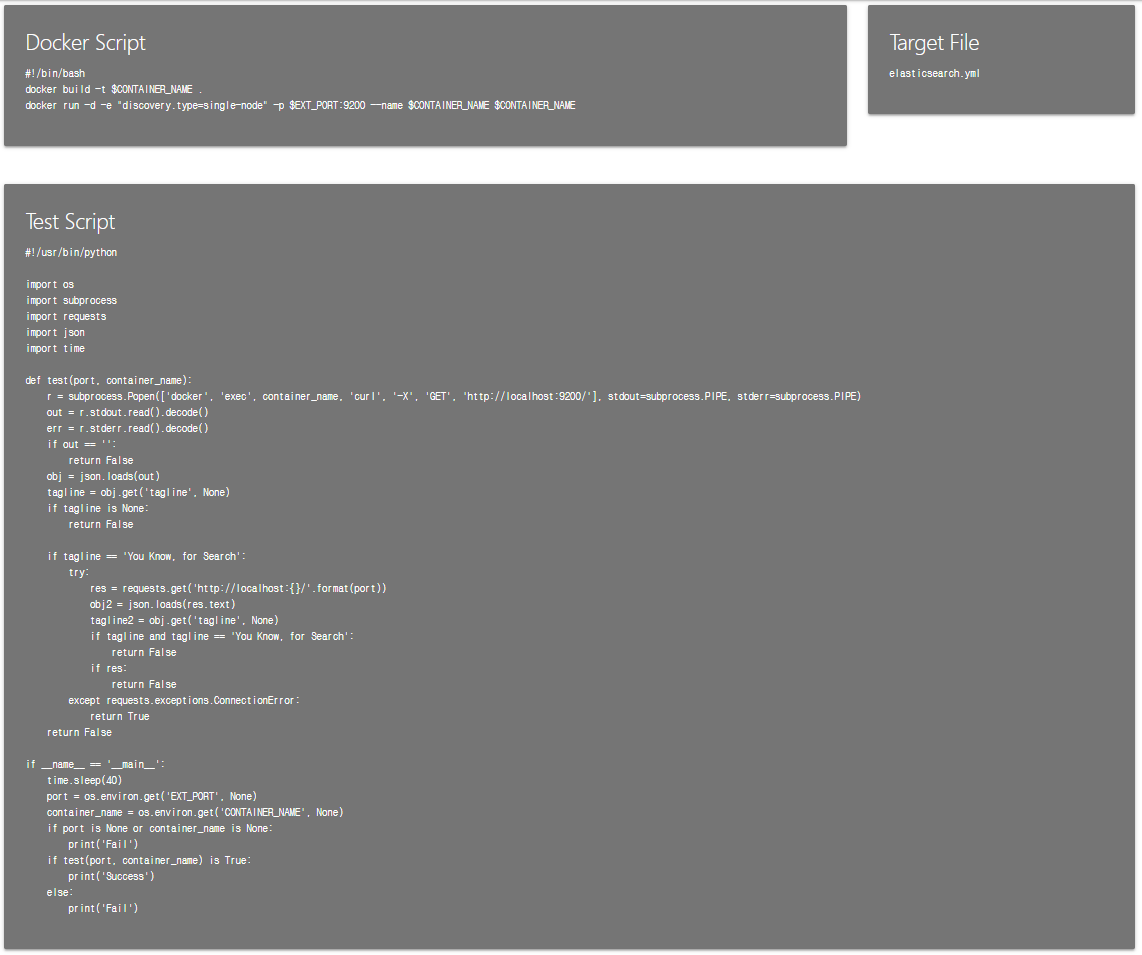 Docker Script
#!/bin/bash
docker build -t $CONTAINER_NAME .
docker run -d -e "discovery.type=single-node" -p $EXT_PORT:9200 --name $CONTAINER_NAME $CONTAINER_NAME
Target File
elasticsearch.yml
Test Script
#!/usr/bin/python
import os
import subprocess
import requests
import json
import time
def test(port, container_name):
    r = subprocess.Popen(['docker', 'exec', container_name, 'curl', '-X', 'GET', 'http://localhost:9200/'], stdout=subprocess.PIPE, stderr=subprocess.PIPE)
    out = r.stdout.read().decode()
    err = r.stderr.read().decode()
    if out == '':
        return False
    obj = json.loads(out)
    tagline = obj.get('tagline', None)
    if tagline is None:
        return False
    if tagline == 'You Know, for Search':
        try:
            res = requests.get('http://localhost:{}/'.format(port))
            obj2 = json.loads(res.text)
            tagline2 = obj.get('tagline', None)
            if tagline and tagline == 'You Know, for Search':
                return False
            if res:
                return False
        except requests.exceptions.ConnectionError:
            return True
    return False
if __name__ == '__main__':
    time.sleep(40)
    port = os.environ.get('EXT_PORT', None)
    container_name = os.environ.get('CONTAINER_NAME', None)
    if port is None or container_name is None:
        print('Fail')
    if test(port, container_name) is True:
        print('Success')
    else:
        print('Fail')